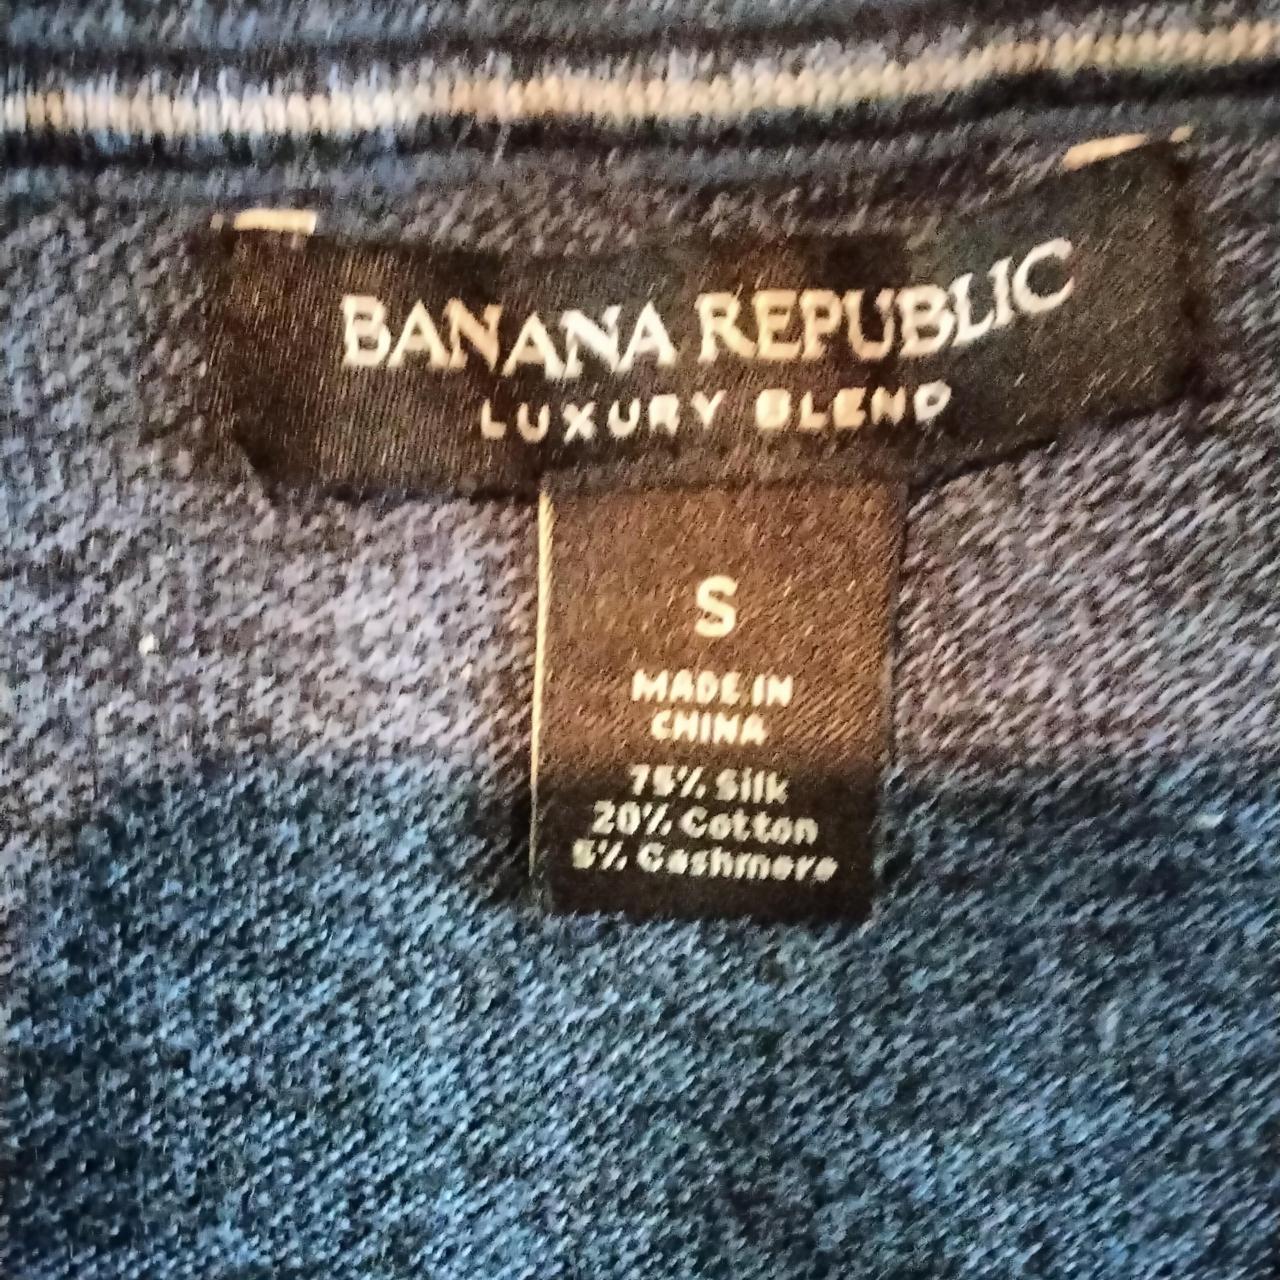 BANANA REPUBLIC
LUXURY BLEND
S
MADE IN
CHINA
75% Silk
20% Cotton
5% Cashmere